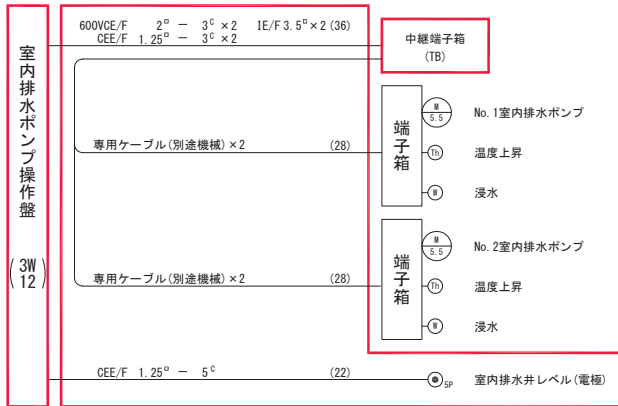 室内排水ポンプ操作盤
(3W 12)
600VCE/F 2□ － 3C ×2 IE/F 3.5□×2 (36)
CEE/F 1.25□ － 3C ×2
中継端子箱
(TB)
端子箱
M 5.5
No.1室内排水ポンプ
専用ケーブル(別途機械)×2 (28)
Th
温度上昇
W
浸水
端子箱
M 5.5
No.2室内排水ポンプ
専用ケーブル(別途機械)×2 (28)
Th
温度上昇
W
浸水
CEE/F 1.25□ － 5C (22)
5P
室内排水井レベル(電極)